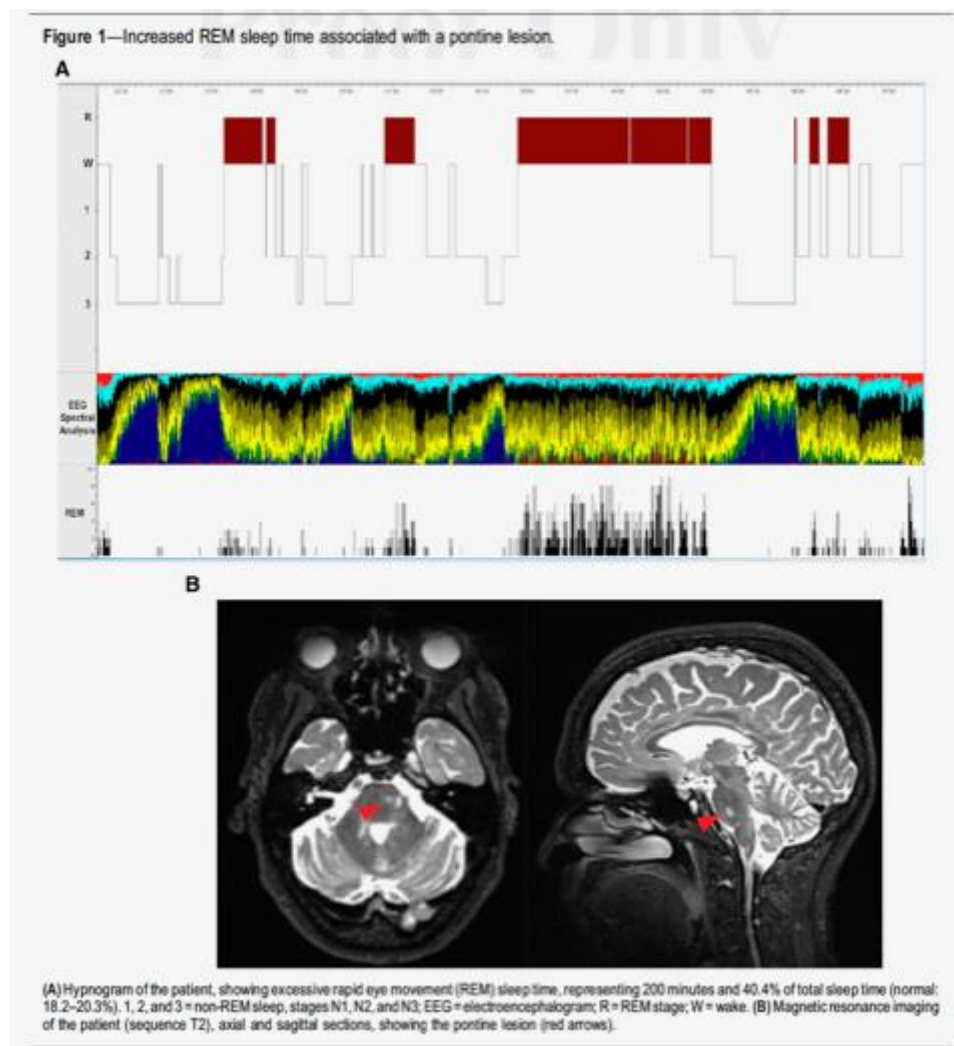 Figure 1—Increased REM sleep time associated with a pontine lesion.
A
R
W
1
2
3
EEG
Spectral
Analysis
REM
B
(A) Hypnogram of the patient, showing excessive rapid eye movement (REM) sleep time, representing 200 minutes and 40.4% of total sleep time (normal:
18.2–20.3%). 1, 2, and 3 = non-REM sleep, stages N1, N2, and N3; EEG = electroencephalogram; R = REM stage; W = wake. (B) Magnetic resonance imaging
of the patient (sequence T2), axial and sagittal sections, showing the pontine lesion (red arrows).